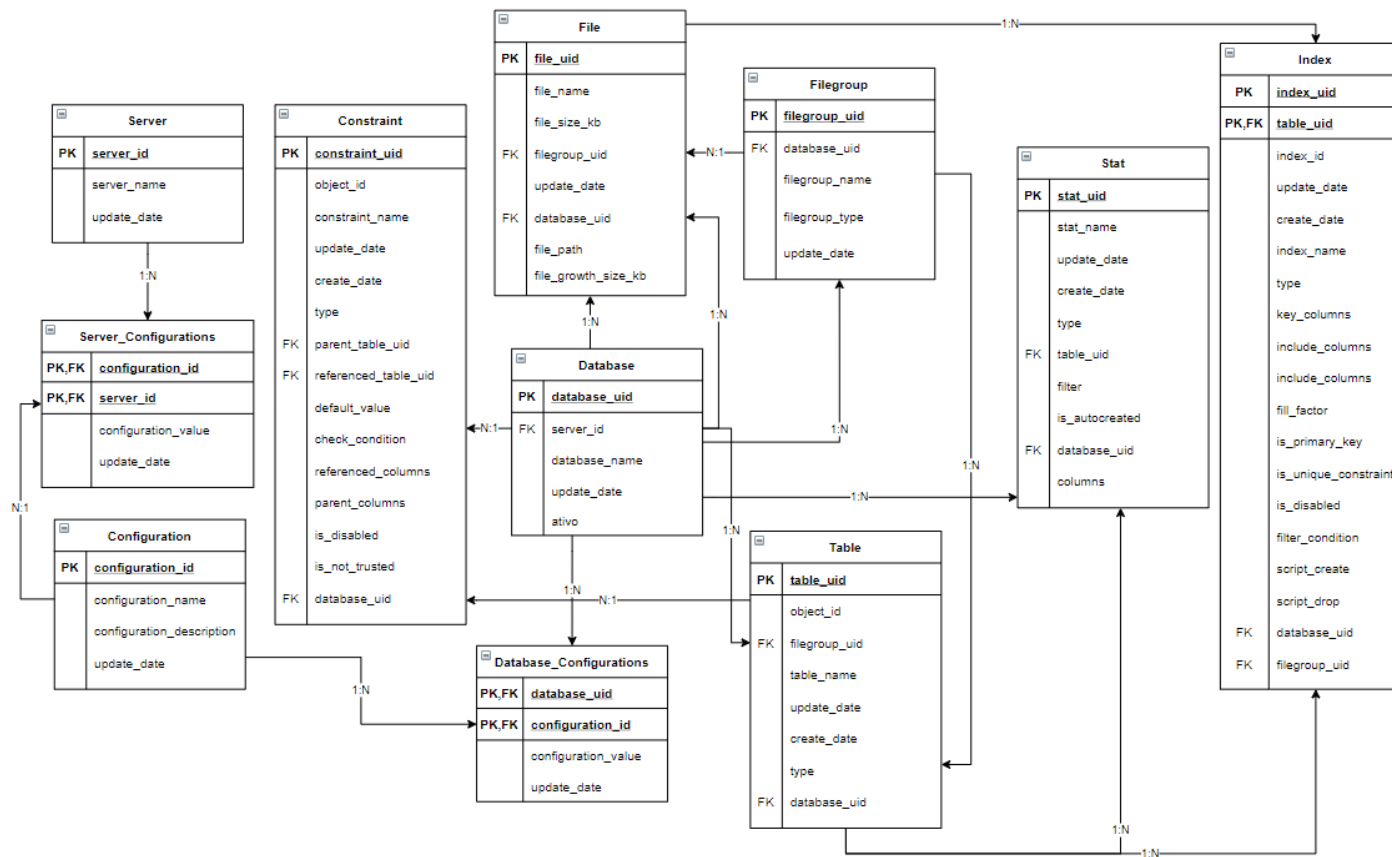 File
PK file_uid
file_name
file_size_kb
FK filegroup_uid
update_date
FK database_uid
file_path
file_growth_size_kb
1:N
Index
PK index_uid
PK,FK table_uid
index_id
update_date
create_date
index_name
type
key_columns
include_columns
include_columns
fill_factor
is_primary_key
is_unique_constraint
is_disabled
filter_condition
script_create
script_drop
FK database_uid
FK filegroup_uid
Filegroup
PK filegroup_uid
FK database_uid
filegroup_name
filegroup_type
update_date
N:1
Server
PK server_id
server_name
update_date
1:N
Constraint
PK constraint_uid
object_id
constraint_name
update_date
create_date
type
FK parent_table_uid
FK referenced_table_uid
default_value
check_condition
referenced_columns
parent_columns
is_disabled
is_not_trusted
FK database_uid
Stat
PK stat_uid
stat_name
update_date
create_date
type
FK table_uid
filter
is_autocreated
FK database_uid
columns
Server_Configurations
PK,FK configuration_id
PK,FK server_id
configuration_value
update_date
N:1
1:N
1:N
Database
PK database_uid
FK server_id
database_name
update_date
ativo
N:1
1:N
1:N
1:N
1:N
1:N
Configuration
PK configuration_id
configuration_name
configuration_description
update_date
1:N
Table
PK table_uid
object_id
FK filegroup_uid
table_name
update_date
create_date
type
FK database_uid
N:1
Database_Configurations
PK,FK database_uid
PK,FK configuration_id
configuration_value
update_date
1:N
1:N